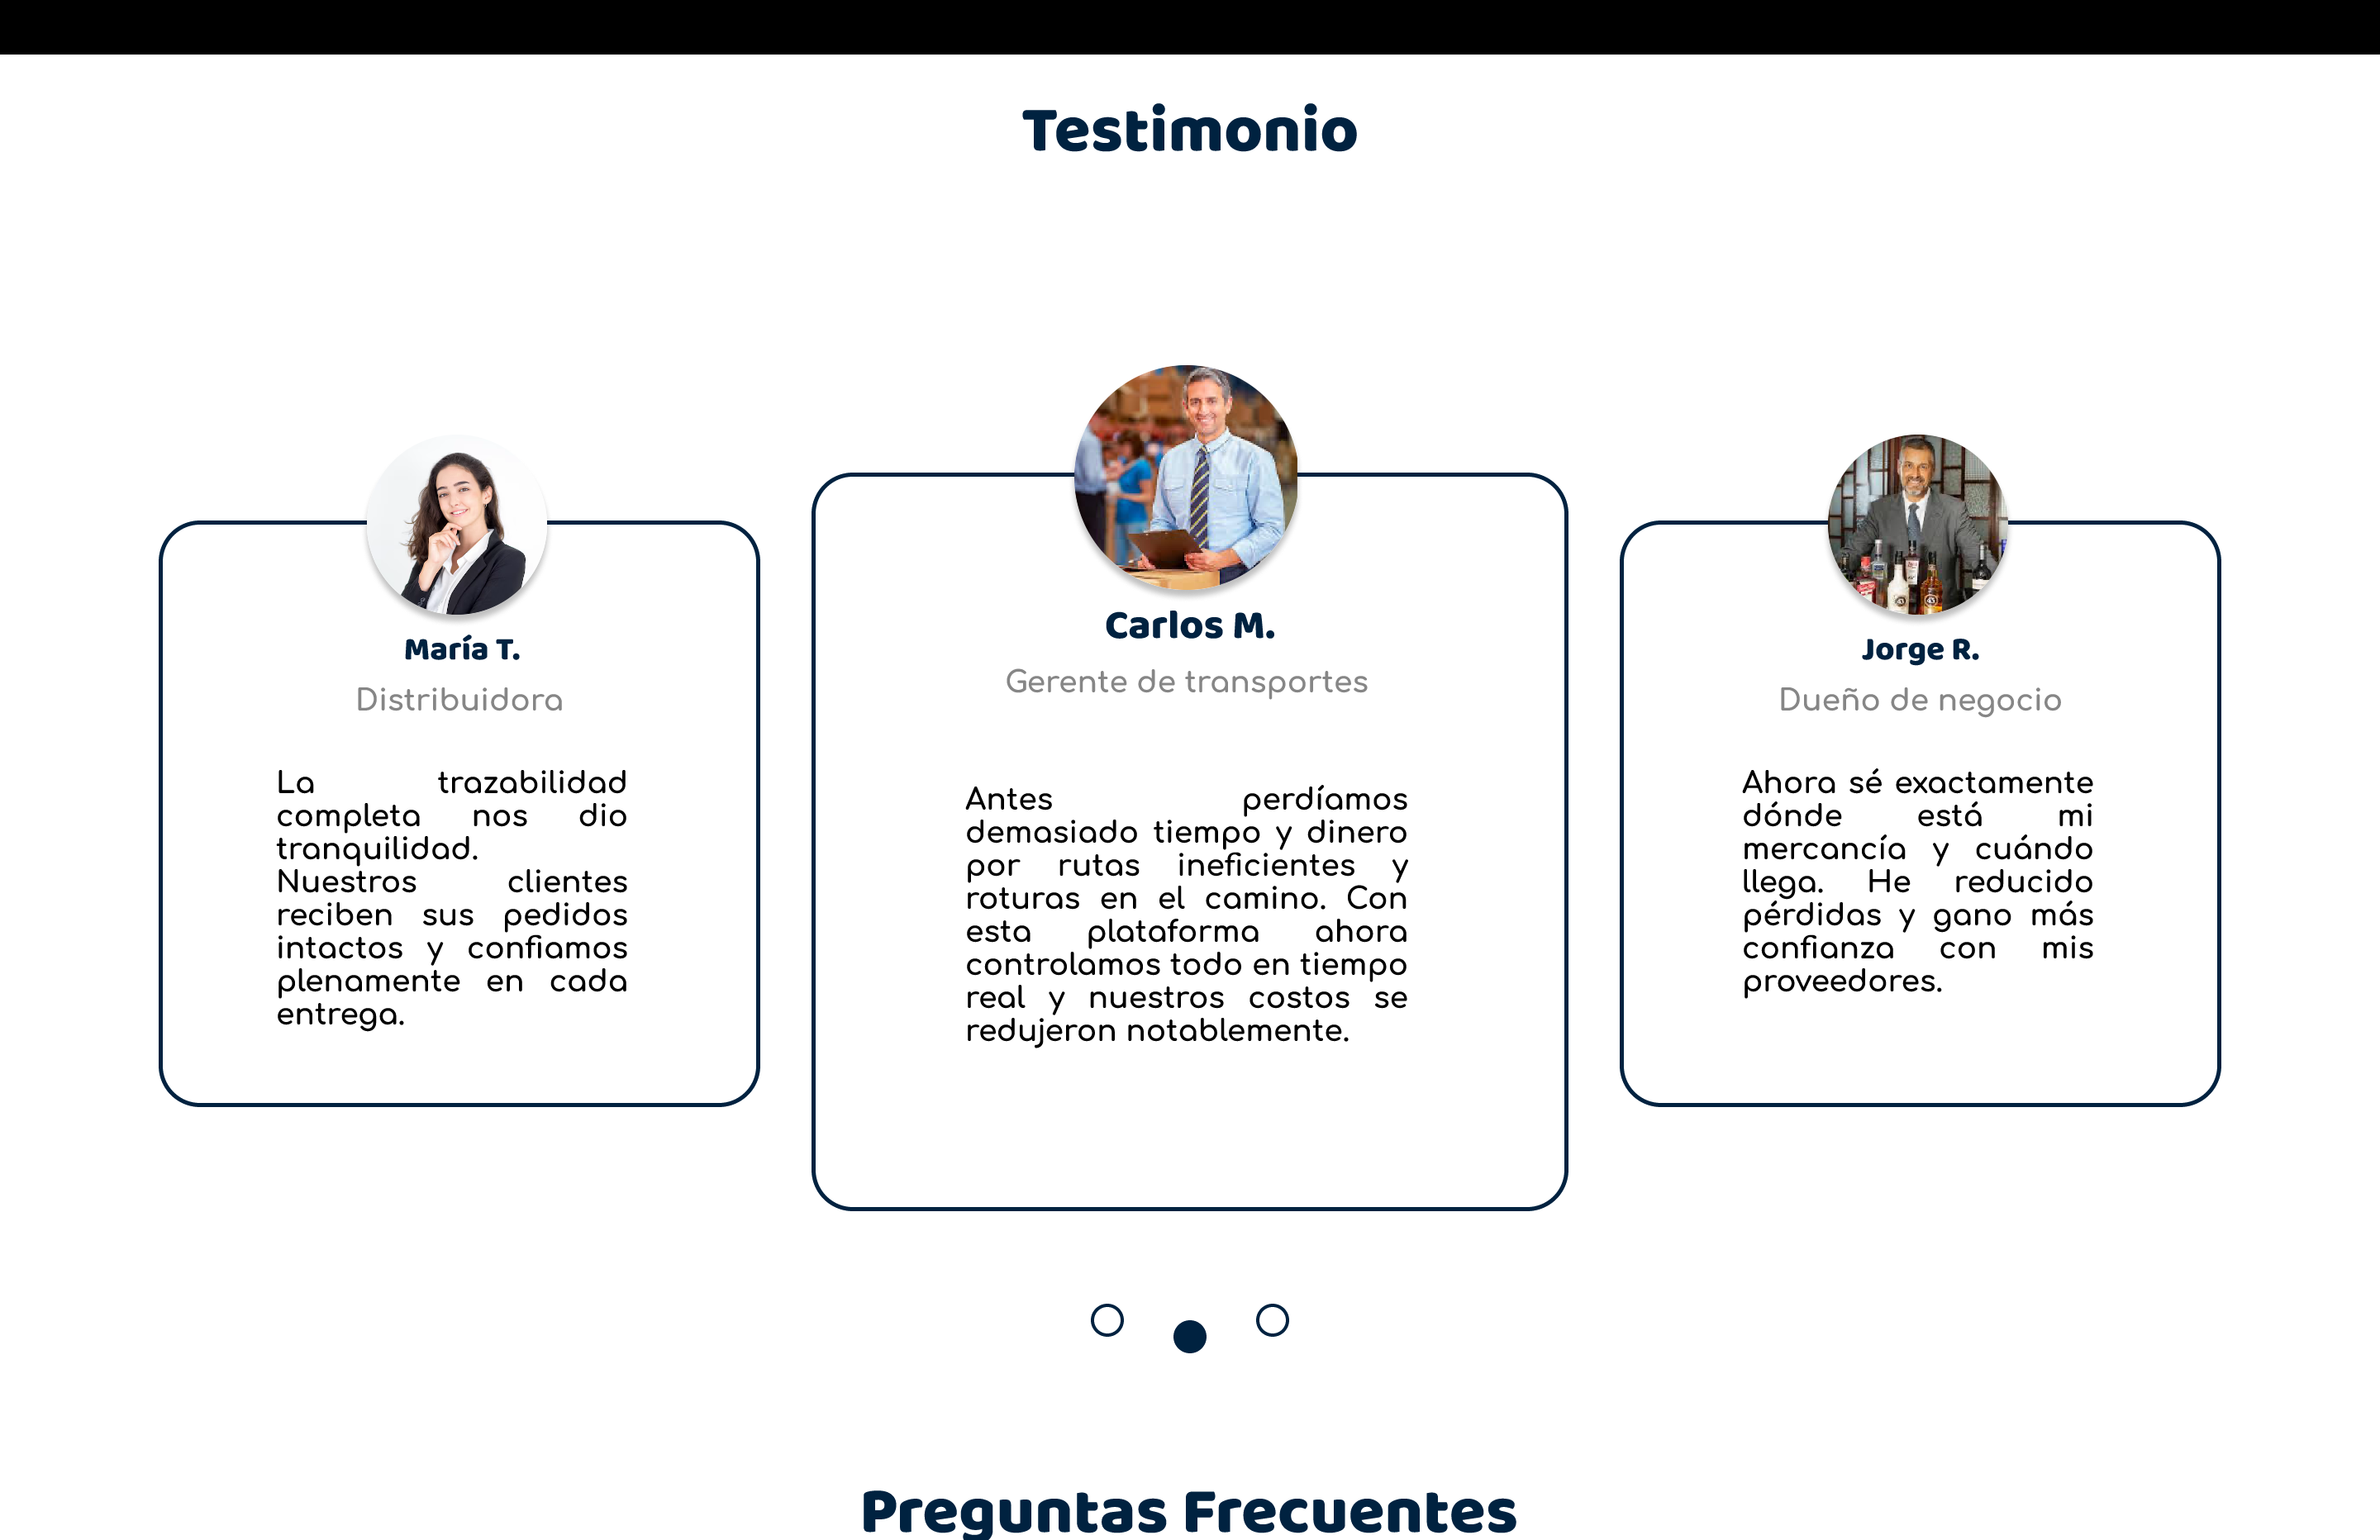 Testimonio
María T.
Distribuidora
La trazabilidad
completa nos dio
tranquilidad.
Nuestros clientes
reciben sus pedidos
intactos y confiamos
plenamente en cada
entrega.
Carlos M.
Gerente de transportes
Antes perdíamos
demasiado tiempo y dinero
por rutas ineficientes y
roturas en el camino. Con
esta plataforma ahora
controlamos todo en tiempo
real y nuestros costos se
redujeron notablemente.
Jorge R.
Dueño de negocio
Ahora sé exactamente
dónde está mi
mercancía y cuándo
llega. He reducido
pérdidas y gano más
confianza con mis
proveedores.
Preguntas Frecuentes